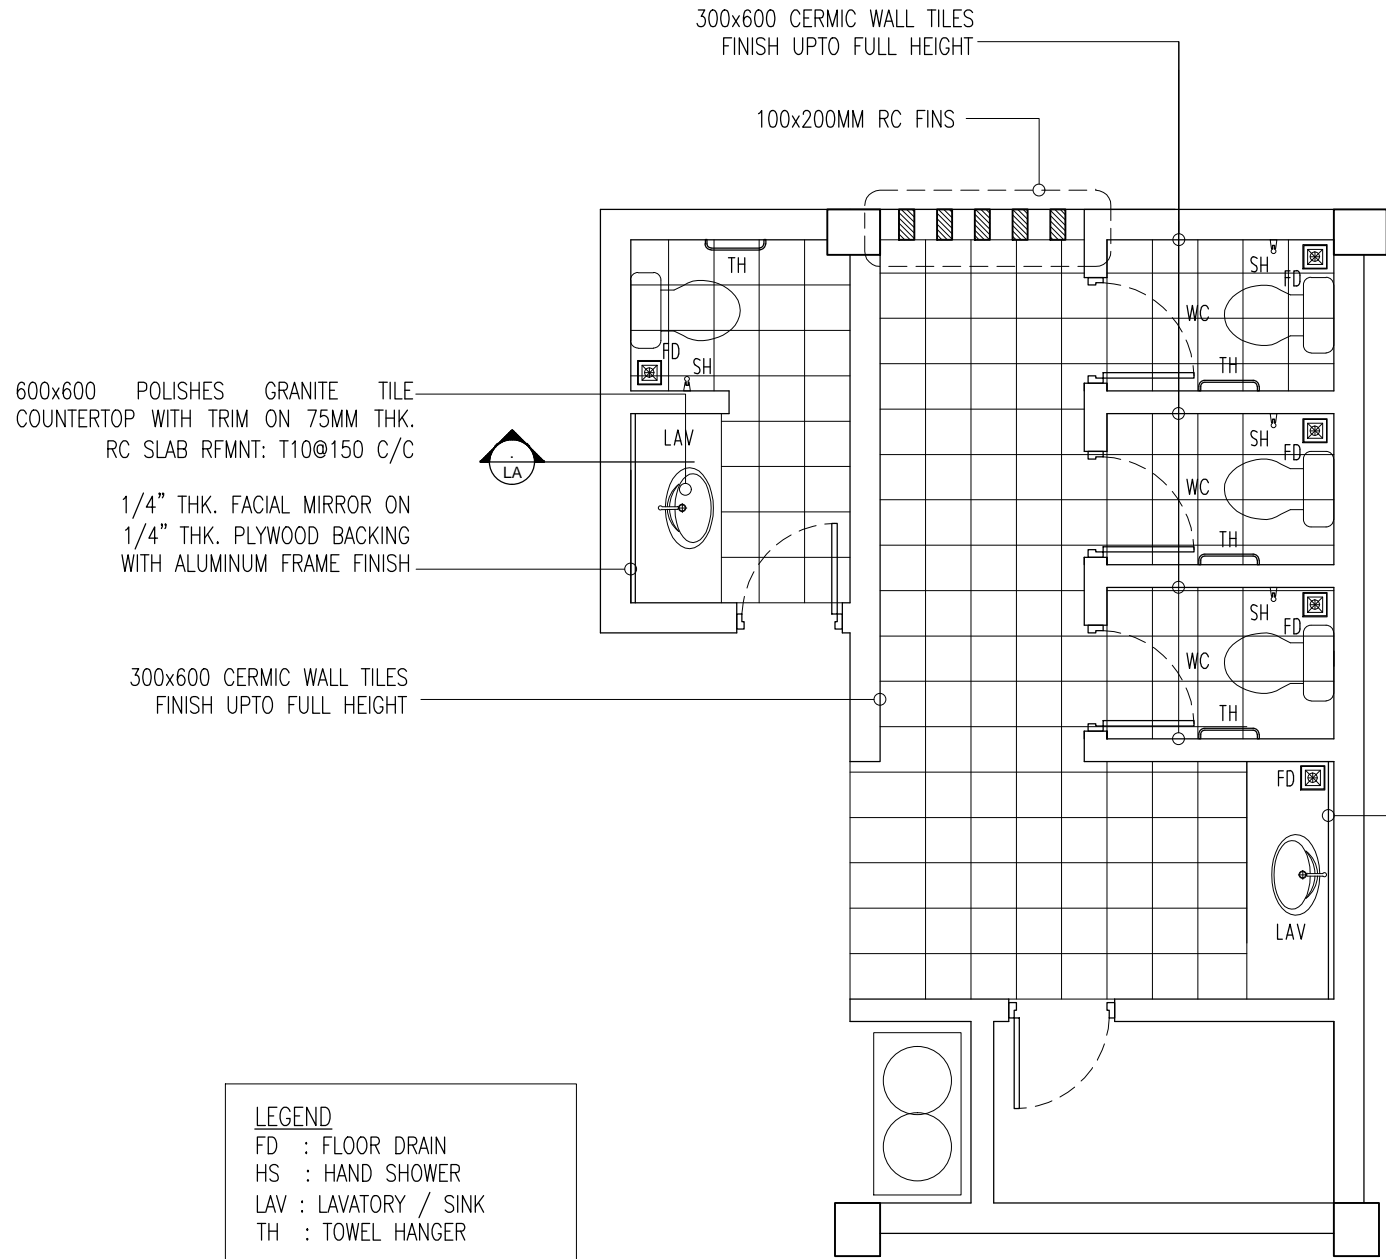 300x600 CERMIC WALL TILES
FINISH UPTO FULL HEIGHT
100x200MM RC FINS
TH
SH
FD
WC
TH
FD
SH
600x600 POLISHES GRANITE TILE
COUNTERTOP WITH TRIM ON 75MM THK.
RC SLAB RFMNT: T10@150 C/C
LAV
LA
SH
FD
WC
TH
1/4" THK. FACIAL MIRROR ON
1/4" THK. PLYWOOD BACKING
WITH ALUMINUM FRAME FINISH
SH
FD
WC
TH
300x600 CERMIC WALL TILES
FINISH UPTO FULL HEIGHT
FD
LAV
LEGEND
FD : FLOOR DRAIN
HS : HAND SHOWER
LAV : LAVATORY / SINK
TH : TOWEL HANGER